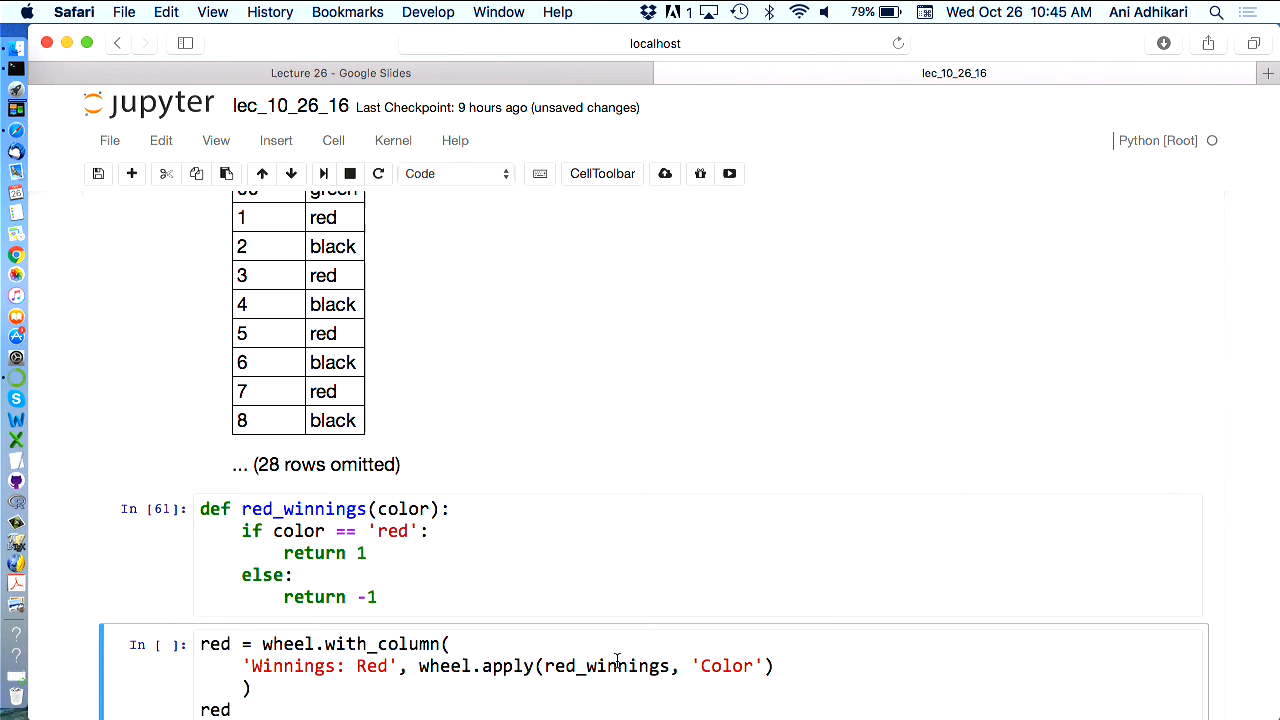 Safari File Edit View History Bookmarks Develop Window Help 1 79% Wed Oct 26 10:45 AM Ani Adhikari
localhost
Lecture 26 - Google Slides lec_10_26_16
jupyter lec_10_26_16 Last Checkpoint: 9 hours ago (unsaved changes)
File Edit View Insert Cell Kernel Help Python [Root]
Code CellToolbar
green
1 red
2 black
3 red
4 black
5 red
6 black
7 red
8 black
... (28 rows omitted)
In [61]: def red_winnings(color):
if color == 'red':
return 1
else:
return -1
In [ ]: red = wheel.with_column(
'Winnings: Red', wheel.apply(red_winnings, 'Color')
)
red